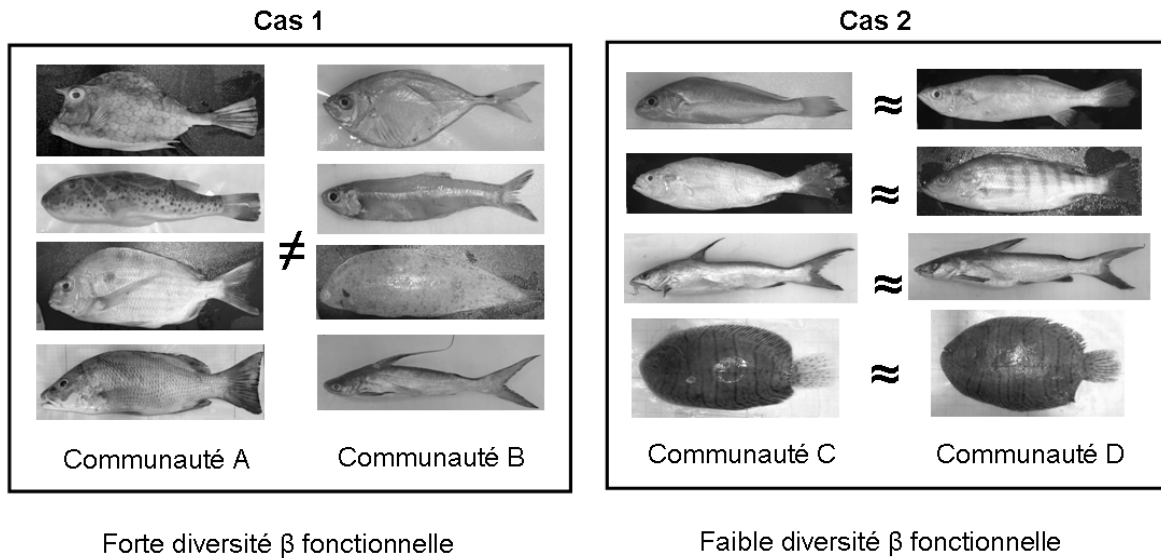 Cas 1
Cas 2
≠
≈ ≈
≈ ≈
≈ ≈
≈ ≈
Communauté A
Communauté B
Communauté C
Communauté D
Forte diversité β fonctionnelle
Faible diversité β fonctionnelle